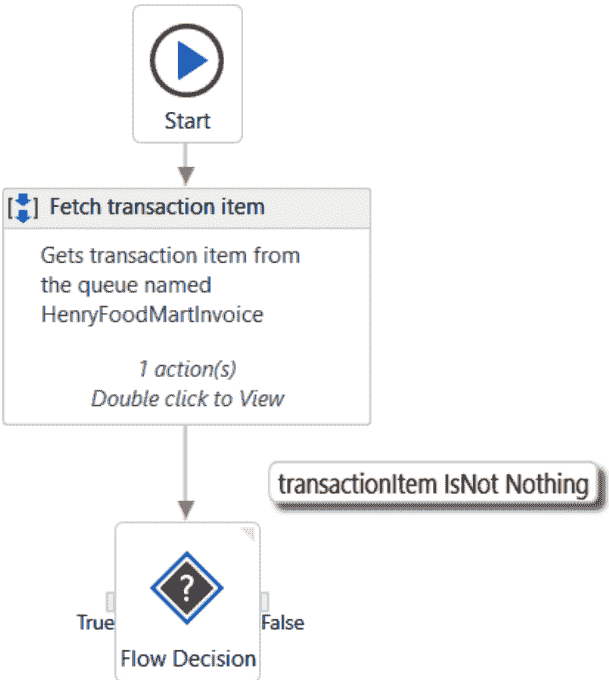 Start
Fetch transaction item
Gets transaction item from
the queue named
HenryFoodMartInvoice
1 action(s)
Double click to View
transactionItem IsNot Nothing
?
True
False
Flow Decision